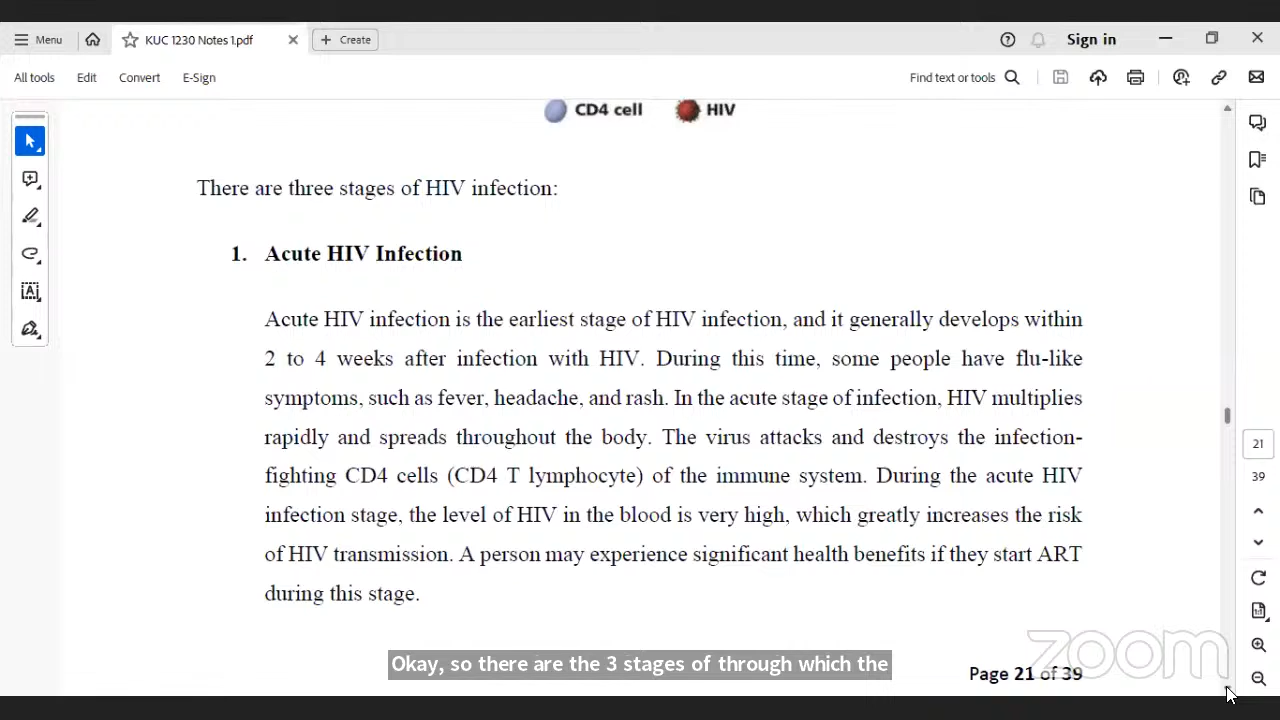 Menu
KUC 1230 Notes 1.pdf
Create
Sign in
All tools
Edit
Convert
E-Sign
Find text or tools
CD4 cell
HIV
There are three stages of HIV infection:
1. Acute HIV Infection
Acute HIV infection is the earliest stage of HIV infection, and it generally develops within
2 to 4 weeks after infection with HIV. During this time, some people have flu-like
symptoms, such as fever, headache, and rash. In the acute stage of infection, HIV multiplies
rapidly and spreads throughout the body. The virus attacks and destroys the infection-
fighting CD4 cells (CD4 T lymphocyte) of the immune system. During the acute HIV
infection stage, the level of HIV in the blood is very high, which greatly increases the risk
of HIV transmission. A person may experience significant health benefits if they start ART
during this stage.
21
39
Okay, so there are the 3 stages of through which the
Page 21 of 39
zoom